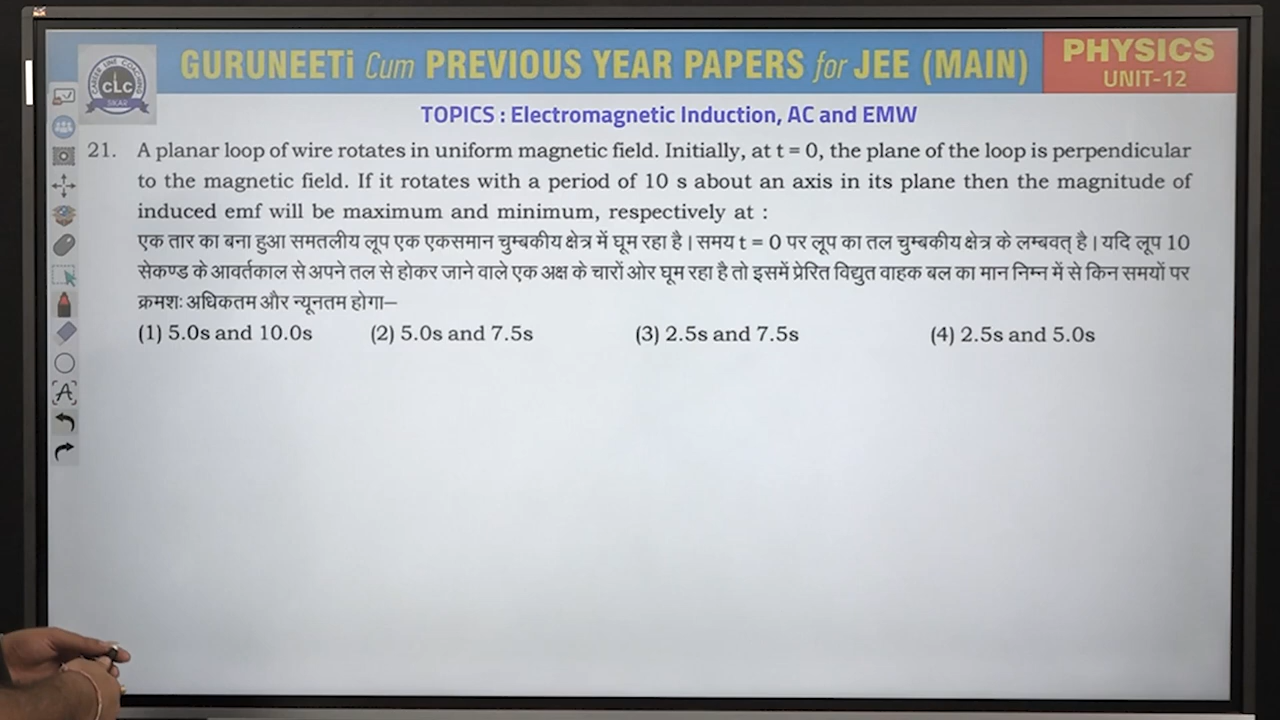 GURUNEETi Cum PREVIOUS YEAR PAPERS for JEE (MAIN)
PHYSICS
UNIT-12
CAREER LINE COACHING
CLC
SIKAR
TOPICS : Electromagnetic Induction, AC and EMW
21. A planar loop of wire rotates in uniform magnetic field. Initially, at t = 0, the plane of the loop is perpendicular
to the magnetic field. If it rotates with a period of 10 s about an axis in its plane then the magnitude of
induced emf will be maximum and minimum, respectively at :
एक तार का बना हुआ समतलीय लूप एक एकसमान चुम्बकीय क्षेत्र में घूम रहा है। समय t = 0 पर लूप का तल चुम्बकीय क्षेत्र के लम्बवत् है। यदि लूप 10
सेकण्ड के आवर्तकाल से अपने तल से होकर जाने वाले एक अक्ष के चारों ओर घूम रहा है तो इसमें प्रेरित विद्युत वाहक बल का मान निम्न में से किन समयों पर
क्रमशः अधिकतम और न्यूनतम होगा–
(1) 5.0s and 10.0s (2) 5.0s and 7.5s (3) 2.5s and 7.5s (4) 2.5s and 5.0s
A